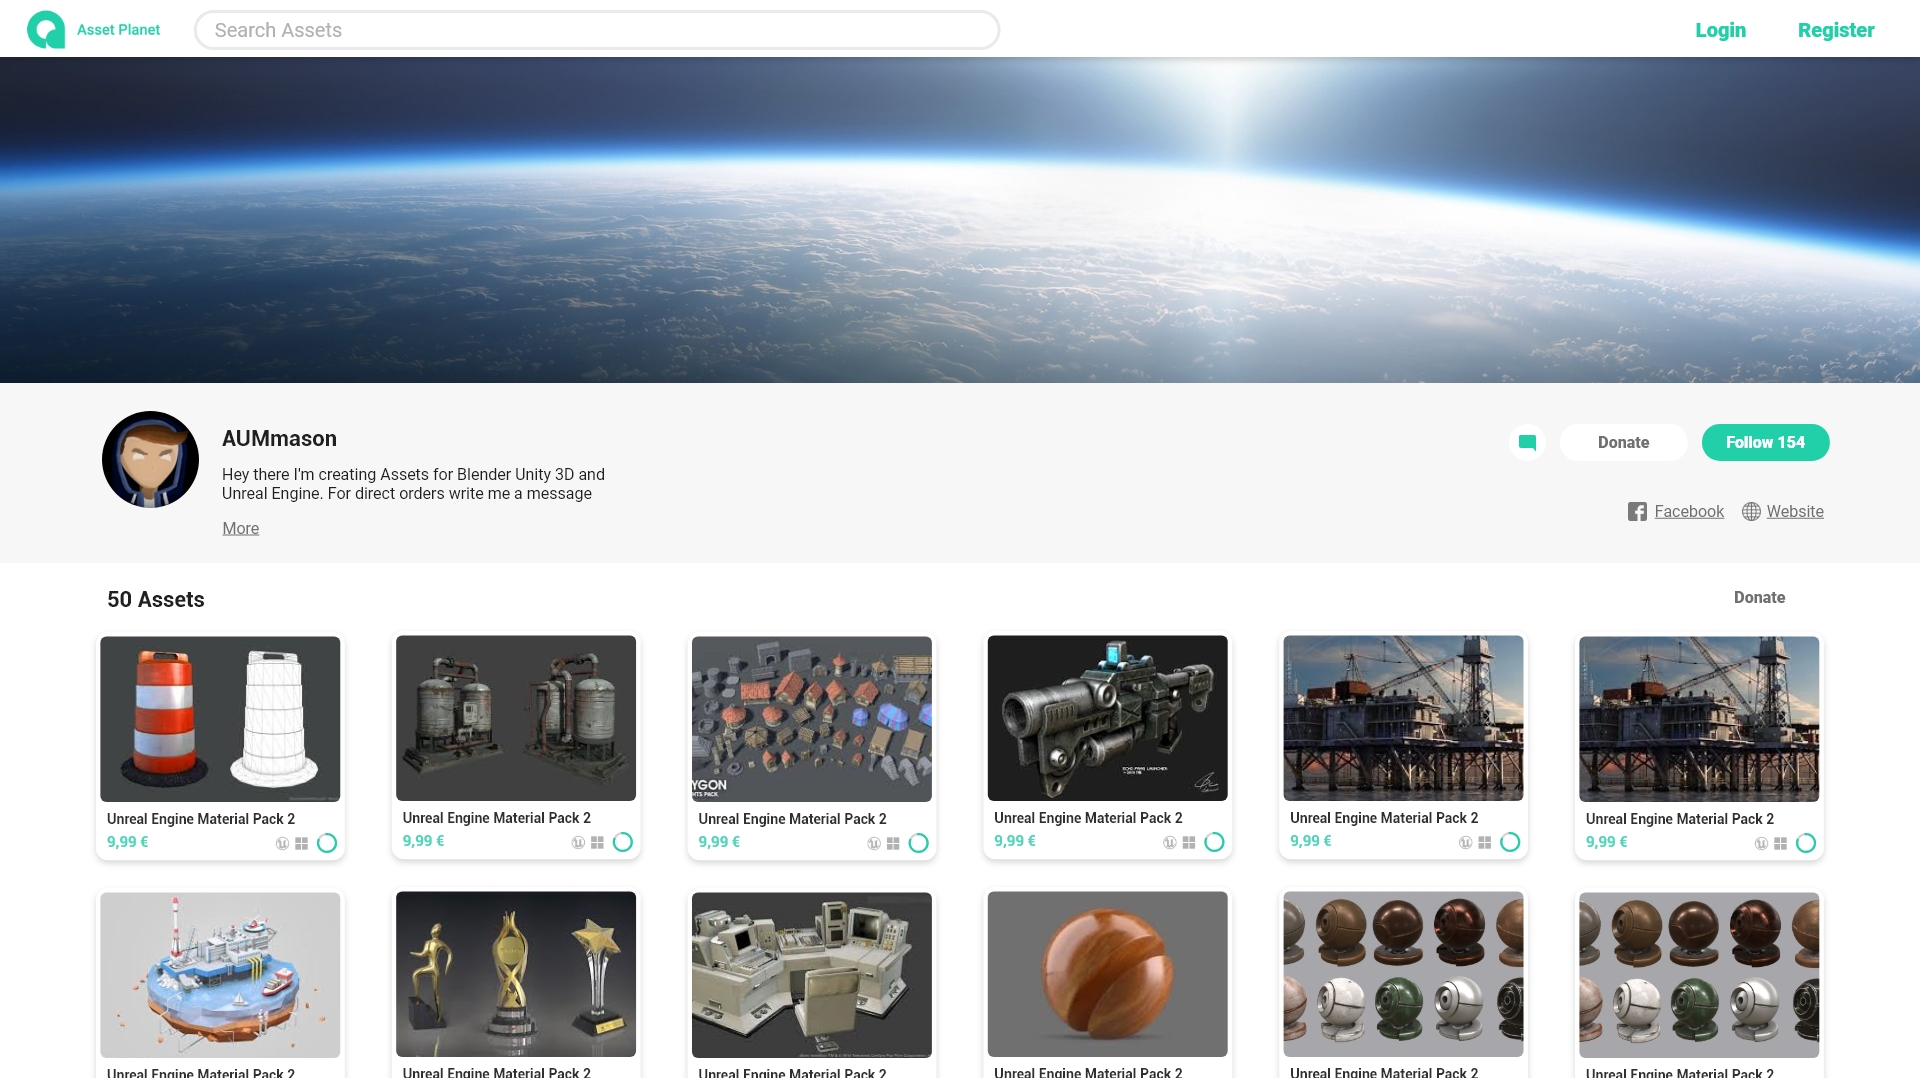 Asset Planet
Search Assets
Login
Register
AUMmason
Hey there I'm creating Assets for Blender Unity 3D and
Unreal Engine. For direct orders write me a message
More
Donate
Follow 154
Facebook
Website
50 Assets
Donate
YGON
NTS PACK
Unreal Engine Material Pack 2
9,99 €
Unreal Engine Material Pack 2
9,99 €
Unreal Engine Material Pack 2
9,99 €
Unreal Engine Material Pack 2
9,99 €
Unreal Engine Material Pack 2
9,99 €
Unreal Engine Material Pack 2
9,99 €
Unreal Engine Material Pack 2
Unreal Engine Material Pack 2
Unreal Engine Material Pack 2
Unreal Engine Material Pack 2
Unreal Engine Material Pack 2
Unreal Engine Material Pack 2